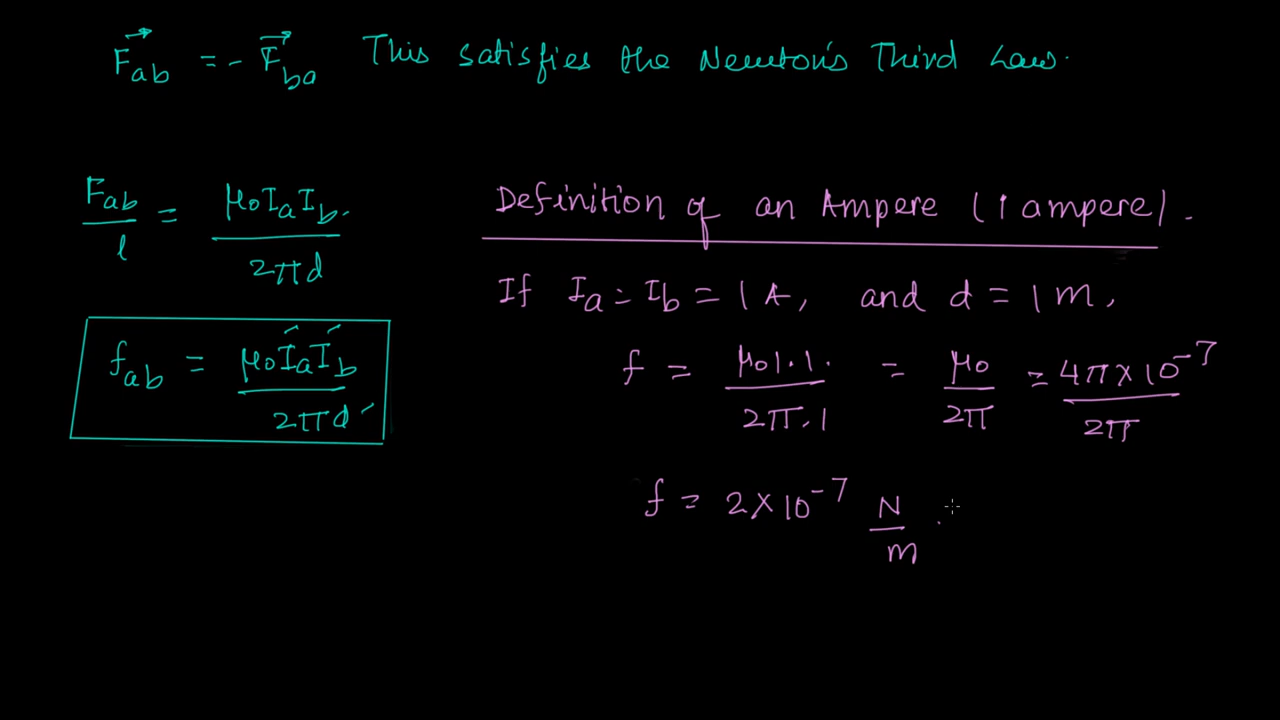 F⃗ab = - F⃗ba This satisfies the Newton's Third Law.
Fab/l = μ0IaIb./2πd
fab = μ0IaIb/2πd
Definition of an Ampere (1 ampere).
If Ia = Ib = 1 A, and d = 1 m,
f = μ01.1./2π.1 = μ0/2π = 4π×10⁻⁷/2π
f = 2×10⁻⁷ N/m.